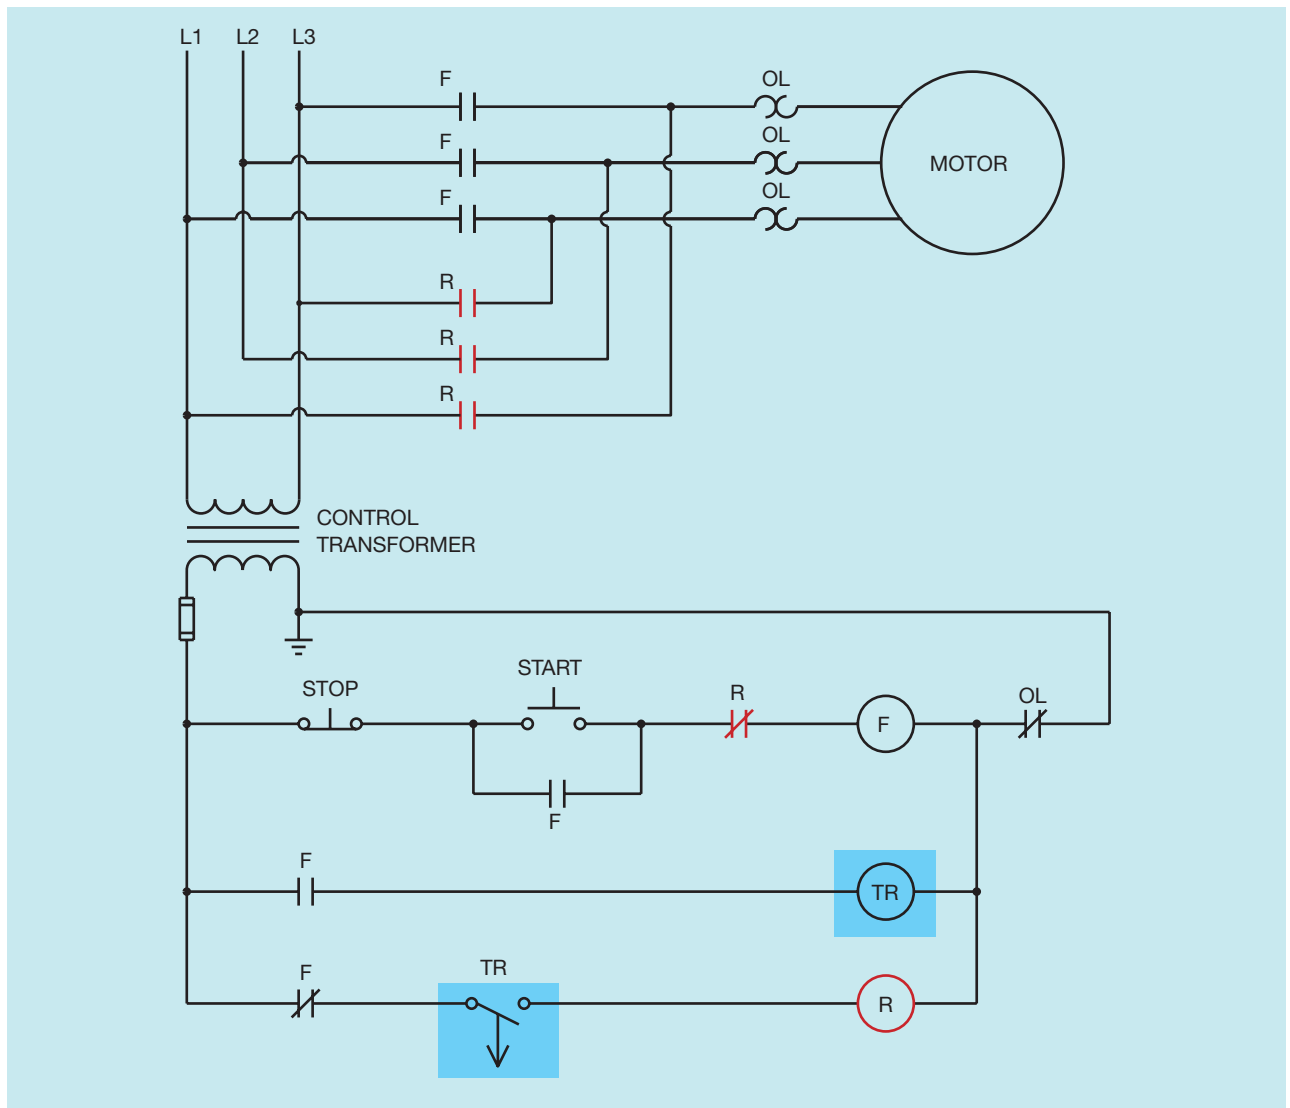 L1 L2 L3
F OL
F OL
MOTOR
F OL
R
R
R
CONTROL
TRANSFORMER
START
STOP R OL
F
F
F
TR
F TR
R